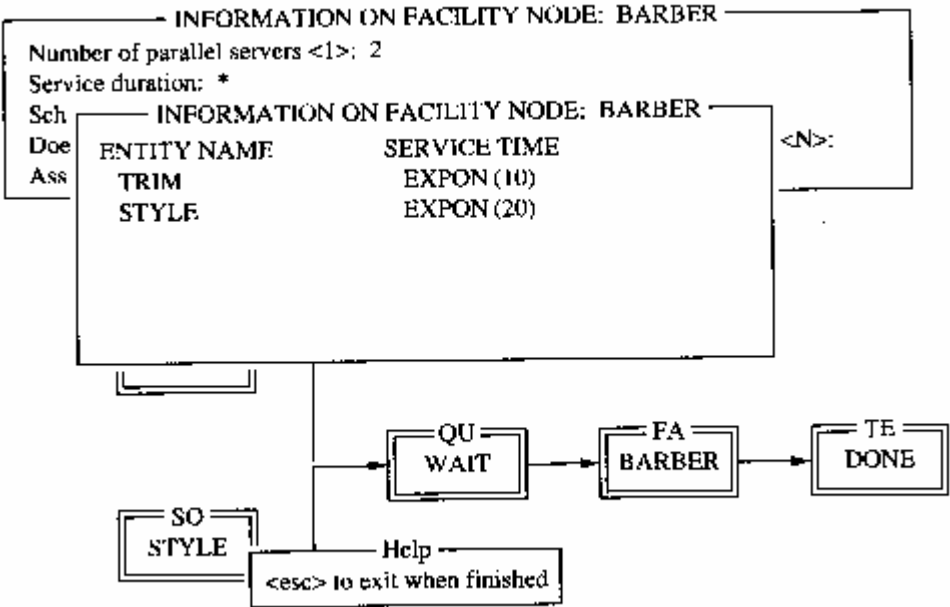 INFORMATION ON FACILITY NODE: BARBER
Number of parallel servers <1>: 2
Service duration: *
Sch
INFORMATION ON FACILITY NODE: BARBER
Doe
<N>:
ENTITY NAME SERVICE TIME
Ass
TRIM EXPON (10)
STYLE EXPON (20)
QU FA TE
WAIT BARBER DONE
SO
STYLE
Help
<esc> to exit when finished